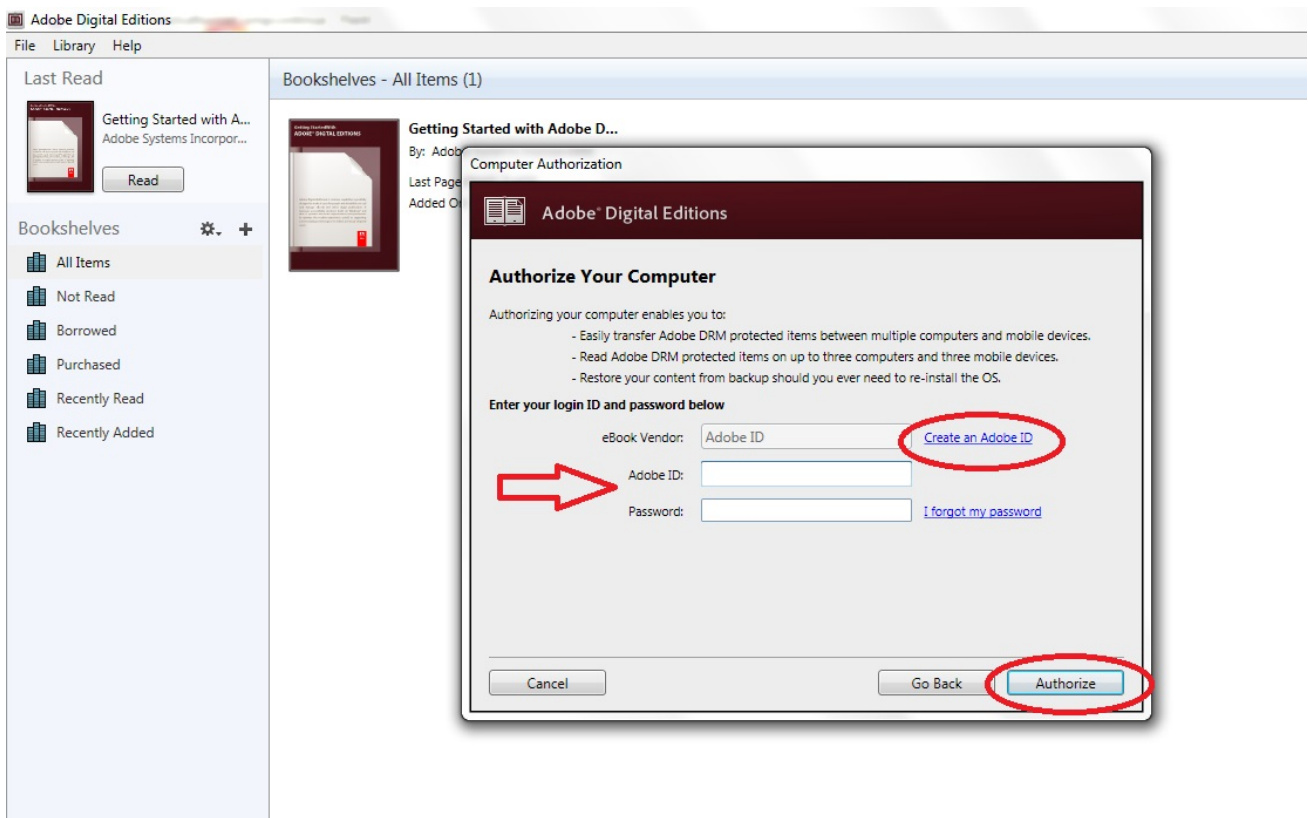 Adobe Digital Editions
File Library Help
Last Read
Getting Started with A...
Adobe Systems Incorpor...
Read
Bookshelves
All Items
Not Read
Borrowed
Purchased
Recently Read
Recently Added
Bookshelves - All Items (1)
ADOBE® DIGITAL EDITIONS
Getting Started with Adobe D...
By: Adob
Last Page
Added On
Computer Authorization
Adobe® Digital Editions
Authorize Your Computer
Authorizing your computer enables you to:
- Easily transfer Adobe DRM protected items between multiple computers and mobile devices.
- Read Adobe DRM protected items on up to three computers and three mobile devices.
- Restore your content from backup should you ever need to re-install the OS.
Enter your login ID and password below
eBook Vendor: Adobe ID Create an Adobe ID
Adobe ID:
Password: I forgot my password
Cancel Go Back Authorize